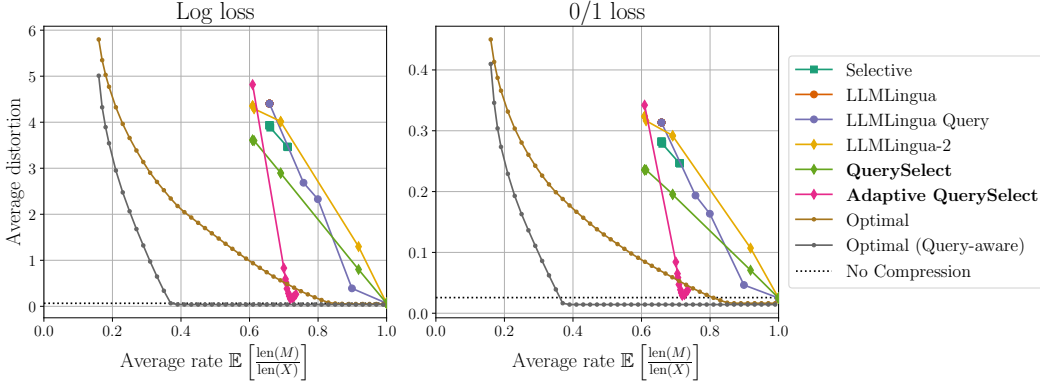 Log loss
0/1 loss
Average distortion
6
5
4
3
2
1
0
0.0 0.2 0.4 0.6 0.8 1.0
Average rate 𝔼 [len(M)/len(X)]
0.4
0.3
0.2
0.1
0.0
0.0 0.2 0.4 0.6 0.8 1.0
Average rate 𝔼 [len(M)/len(X)]
Selective
LLMLingua
LLMLingua Query
LLMLingua-2
QuerySelect
Adaptive QuerySelect
Optimal
Optimal (Query-aware)
No Compression